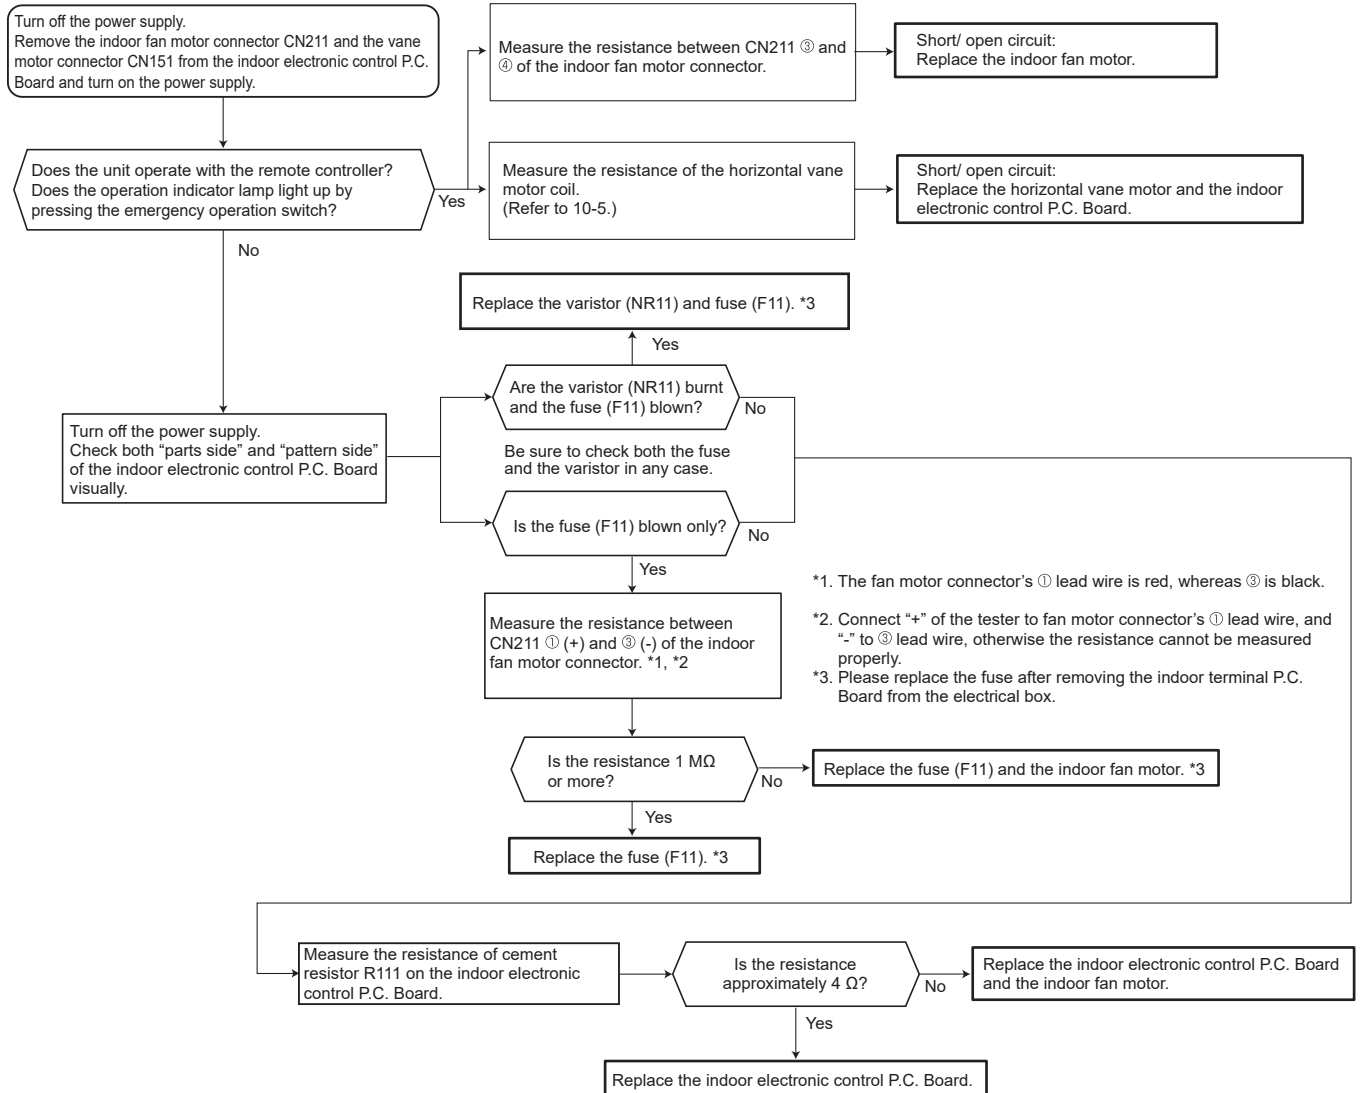 Turn off the power supply.
Remove the indoor fan motor connector CN211 and the vane
motor connector CN151 from the indoor electronic control P.C.
Board and turn on the power supply.
Measure the resistance between CN211 ③ and
④ of the indoor fan motor connector.
Short/ open circuit:
Replace the indoor fan motor.
Does the unit operate with the remote controller?
Does the operation indicator lamp light up by
pressing the emergency operation switch?
Yes
Measure the resistance of the horizontal vane
motor coil.
(Refer to 10-5.)
Short/ open circuit:
Replace the horizontal vane motor and the indoor
electronic control P.C. Board.
No
Replace the varistor (NR11) and fuse (F11). *3
Yes
Are the varistor (NR11) burnt
and the fuse (F11) blown?
No
Turn off the power supply.
Check both “parts side” and “pattern side”
of the indoor electronic control P.C. Board
visually.
Be sure to check both the fuse
and the varistor in any case.
Is the fuse (F11) blown only?
No
Yes
Measure the resistance between
CN211 ① (+) and ③ (-) of the indoor
fan motor connector. *1, *2
*1. The fan motor connector’s ① lead wire is red, whereas ③ is black.
*2. Connect “+” of the tester to fan motor connector’s ① lead wire, and
“-” to ③ lead wire, otherwise the resistance cannot be measured
properly.
*3. Please replace the fuse after removing the indoor terminal P.C.
Board from the electrical box.
Is the resistance 1 MΩ
or more?
No
Replace the fuse (F11) and the indoor fan motor. *3
Yes
Replace the fuse (F11). *3
Measure the resistance of cement
resistor R111 on the indoor electronic
control P.C. Board.
Is the resistance
approximately 4 Ω?
No
Replace the indoor electronic control P.C. Board
and the indoor fan motor.
Yes
Replace the indoor electronic control P.C. Board.